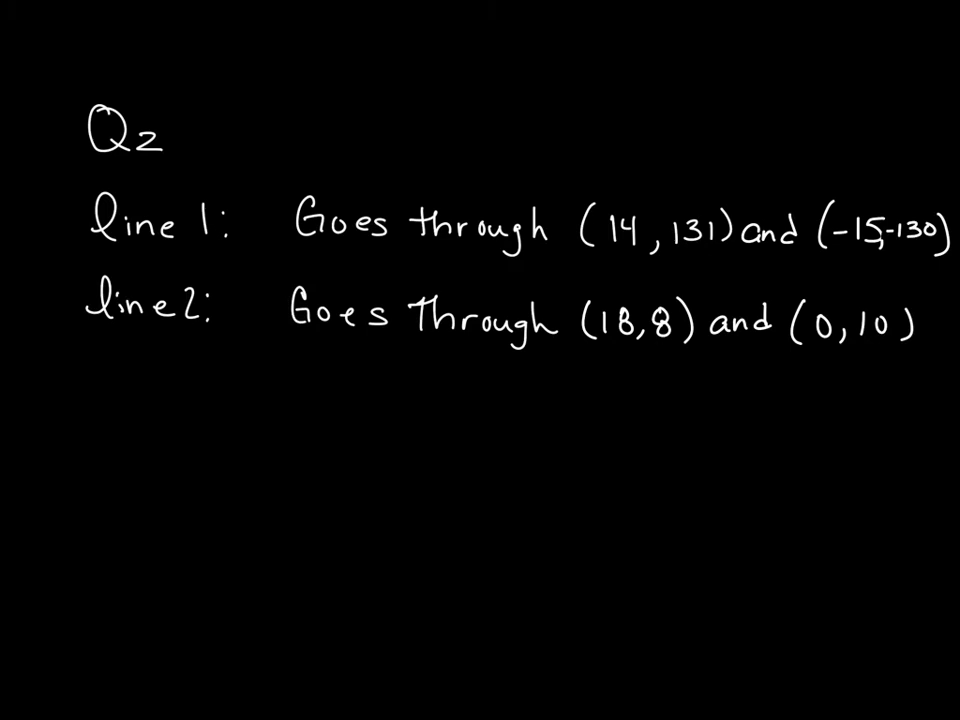 Q2
line 1: Goes through (14, 131) and (-15,-130)
line 2: Goes through (18,8) and (0,10)